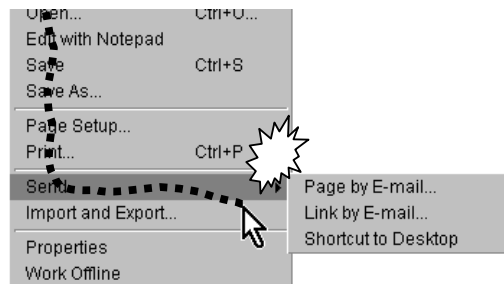 Open... Ctrl+O...
Edit with Notepad
Save Ctrl+S
Save As...
Page Setup...
Print... Ctrl+P
Send
Import and Export...
Properties
Work Offline
Page by E-mail...
Link by E-mail...
Shortcut to Desktop